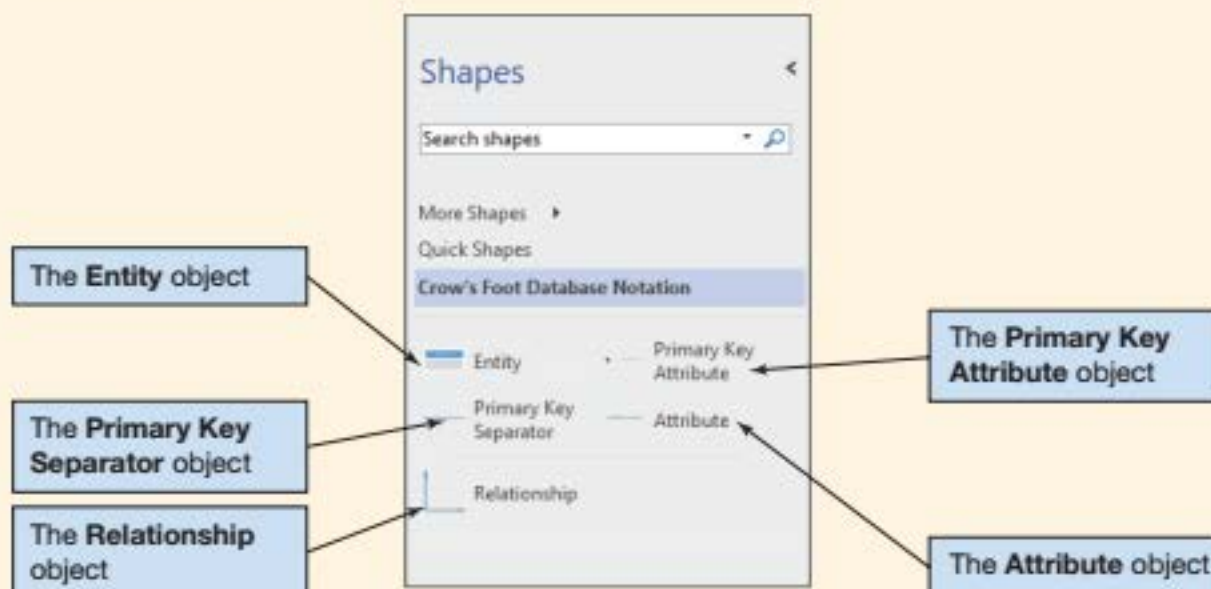 Shapes
<
Search shapes
More Shapes
Quick Shapes
Crow's Foot Database Notation
The Entity object
Entity
Primary Key
Attribute
The Primary Key
Attribute object
The Primary Key
Separator object
Primary Key
Separator
Attribute
Relationship
The Relationship
object
The Attribute object